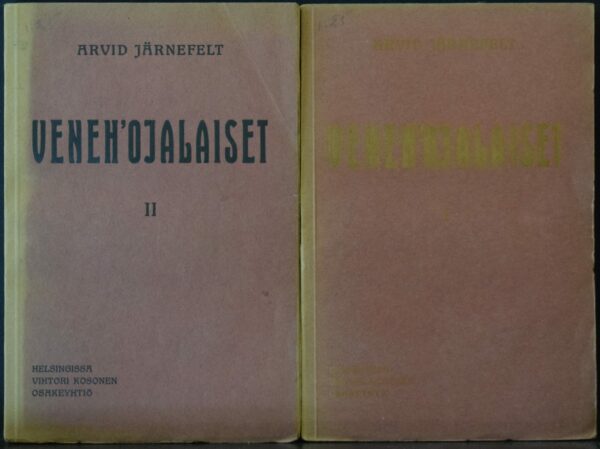 ARVID JÄRNEFELT
VENEH'OJALAISET
II
HELSINGISSÄ
VIHTORI KOSONEN
OSAKEYHTIÖ
ARVID JÄRNEFELT
VENEH'OJALAISET